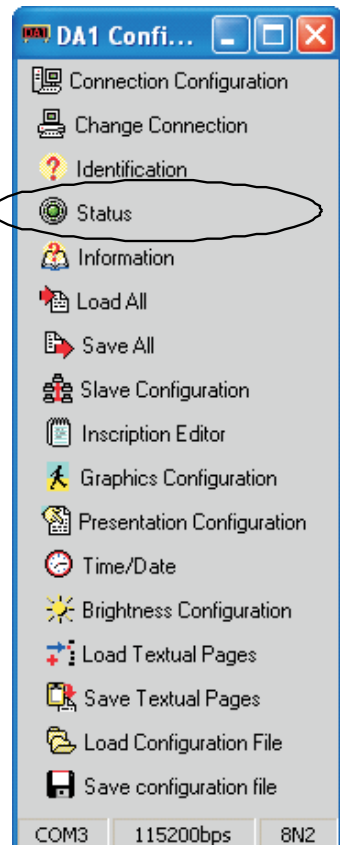 DA1 DA1 Confi...
Connection Configuration
Change Connection
Identification
Status
Information
Load All
Save All
Slave Configuration
Inscription Editor
Graphics Configuration
Presentation Configuration
Time/Date
Brightness Configuration
Load Textual Pages
Save Textual Pages
Load Configuration File
Save configuration file
COM3 115200bps 8N2